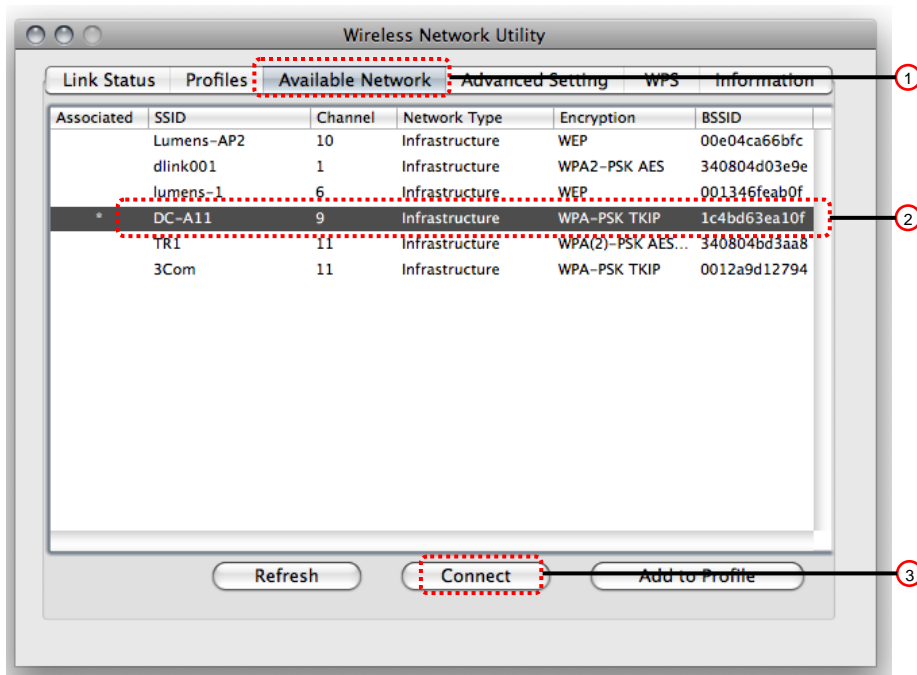 Wireless Network Utility
Link Status Profiles Available Network Advanced Setting WPS Information
1
Associated SSID Channel Network Type Encryption BSSID
Lumens-AP2 10 Infrastructure WEP 00e04ca66bfc
dlink001 1 Infrastructure WPA2-PSK AES 340804d03e9e
lumens-1 6 Infrastructure WEP 001346feab0f
* DC-A11 9 Infrastructure WPA-PSK TKIP 1c4bd63ea10f
2
TR1 11 Infrastructure WPA(2)-PSK AES... 340804bd3aa8
3Com 11 Infrastructure WPA-PSK TKIP 0012a9d12794
Refresh Connect Add to Profile
3